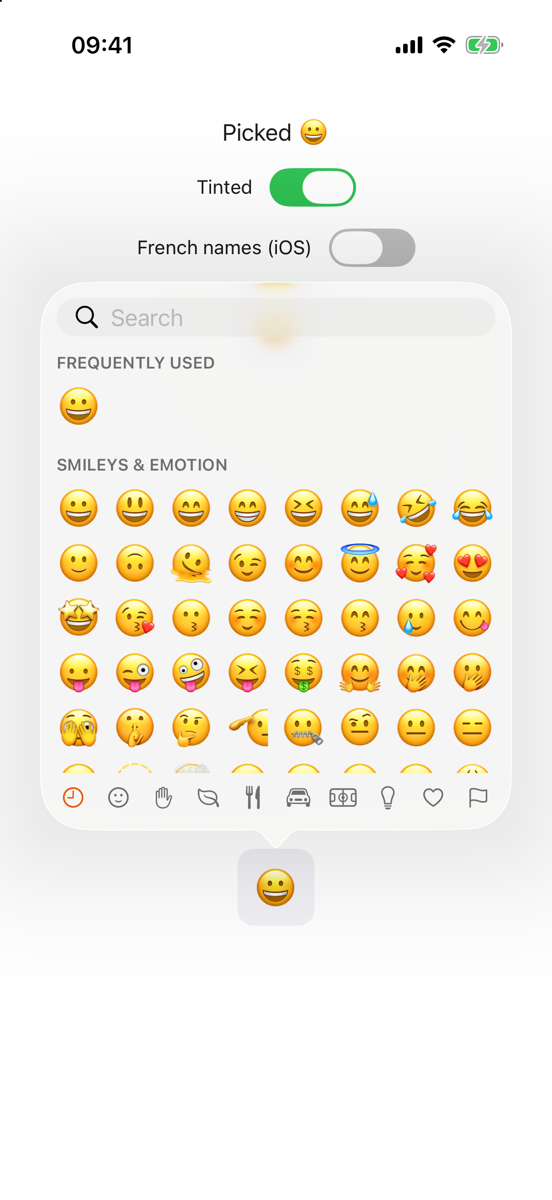 09:41
Picked 😀
Tinted
French names (iOS)
Search
FREQUENTLY USED
SMILEYS & EMOTION